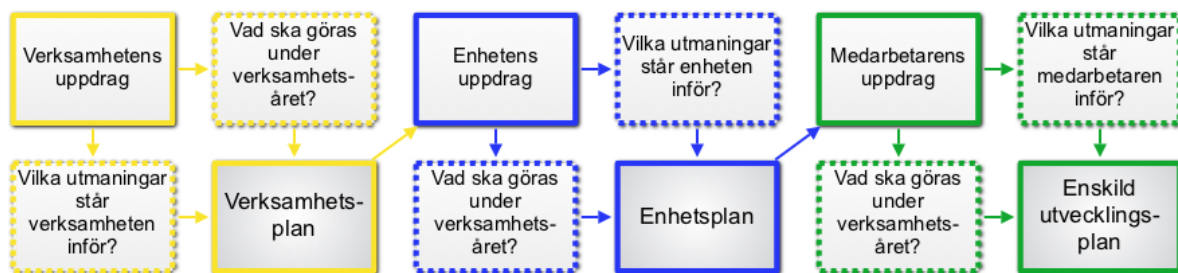 Verksamhetens
uppdrag
Vad ska göras
under
verksamhets-
året?
Vilka utmaningar
står
verksamheten
inför?
Verksamhets-
plan
Enhetens
uppdrag
Vilka utmaningar
står enheten
inför?
Vad ska göras
under
verksamhets-
året?
Enhetsplan
Medarbetarens
uppdrag
Vilka utmaningar
står
medarbetaren
inför?
Vad ska göras
under
verksamhets-
året?
Enskild
utvecklings-
plan